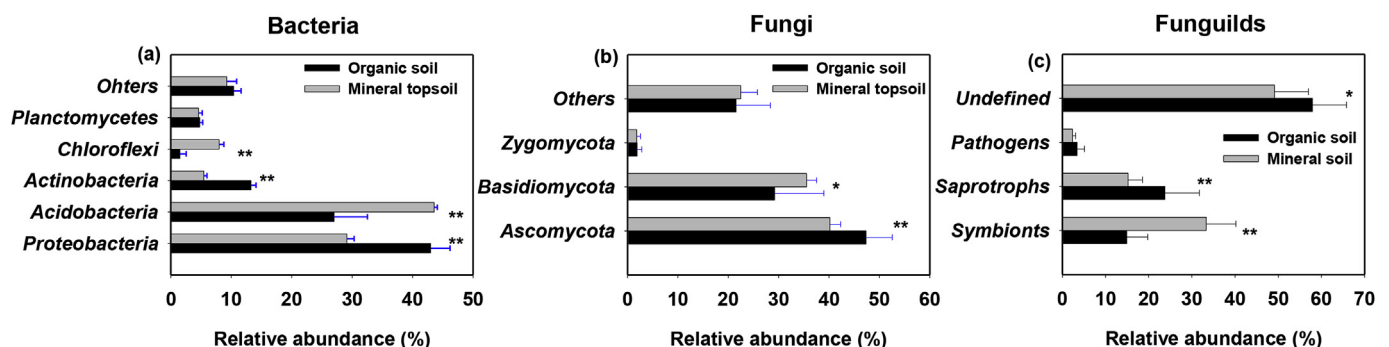 Bacteria
(a)
Organic soil
Mineral topsoil
Ohters
Planctomycetes
Chloroflexi
**
Actinobacteria
**
Acidobacteria
**
Proteobacteria
**
0 10 20 30 40 50
Relative abundance (%)
Fungi
(b)
Organic soil
Mineral topsoil
Others
Zygomycota
Basidiomycota
*
Ascomycota
**
0 10 20 30 40 50 60
Relative abundance (%)
Funguilds
(c)
Undefined
*
Pathogens
Organic soil
Mineral soil
Saprotrophs
**
Symbionts
**
0 10 20 30 40 50 60 70
Relative abundance (%)